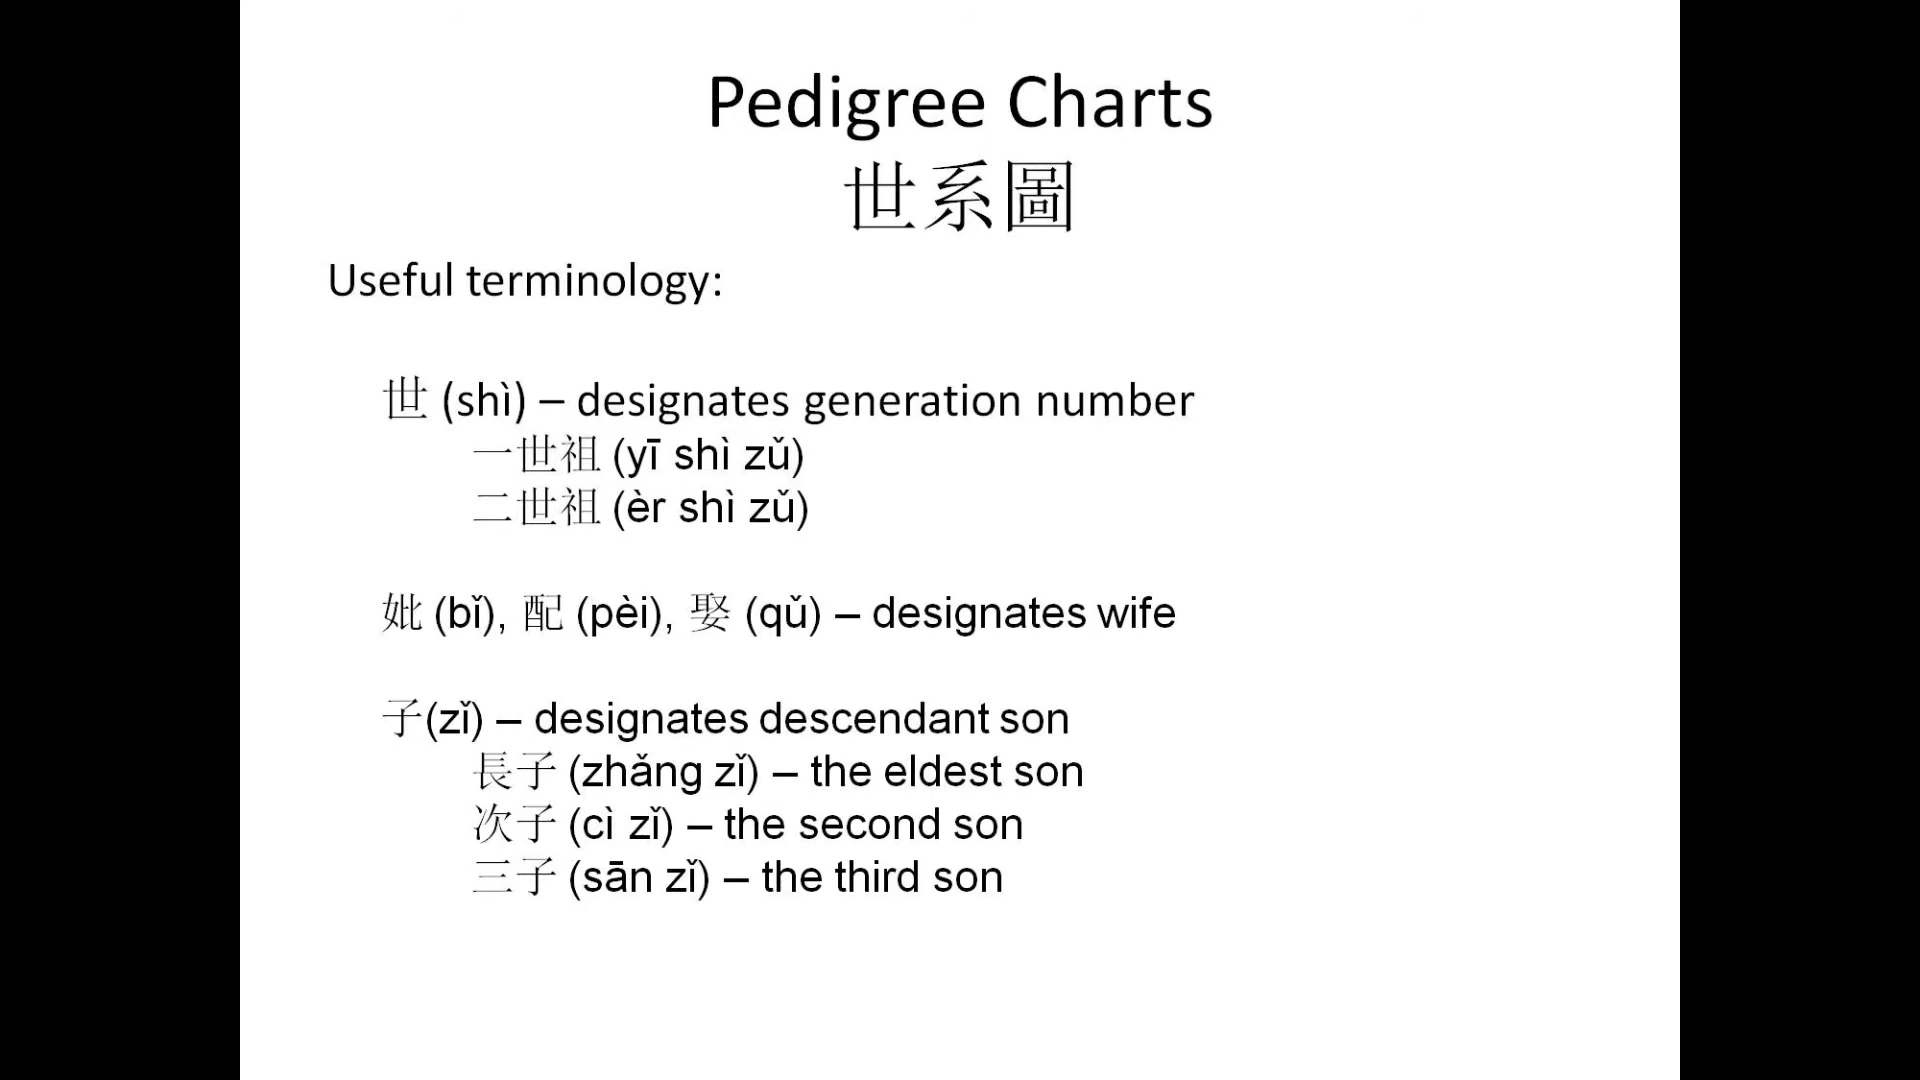 Pedigree Charts
世系圖
Useful terminology:
世 (shì) – designates generation number
一世祖 (yī shì zǔ)
二世祖 (èr shì zǔ)
妣 (bǐ), 配 (pèi), 娶 (qǔ) – designates wife
子(zǐ) – designates descendant son
長子 (zhǎng zǐ) – the eldest son
次子 (cì zǐ) – the second son
三子 (sān zǐ) – the third son